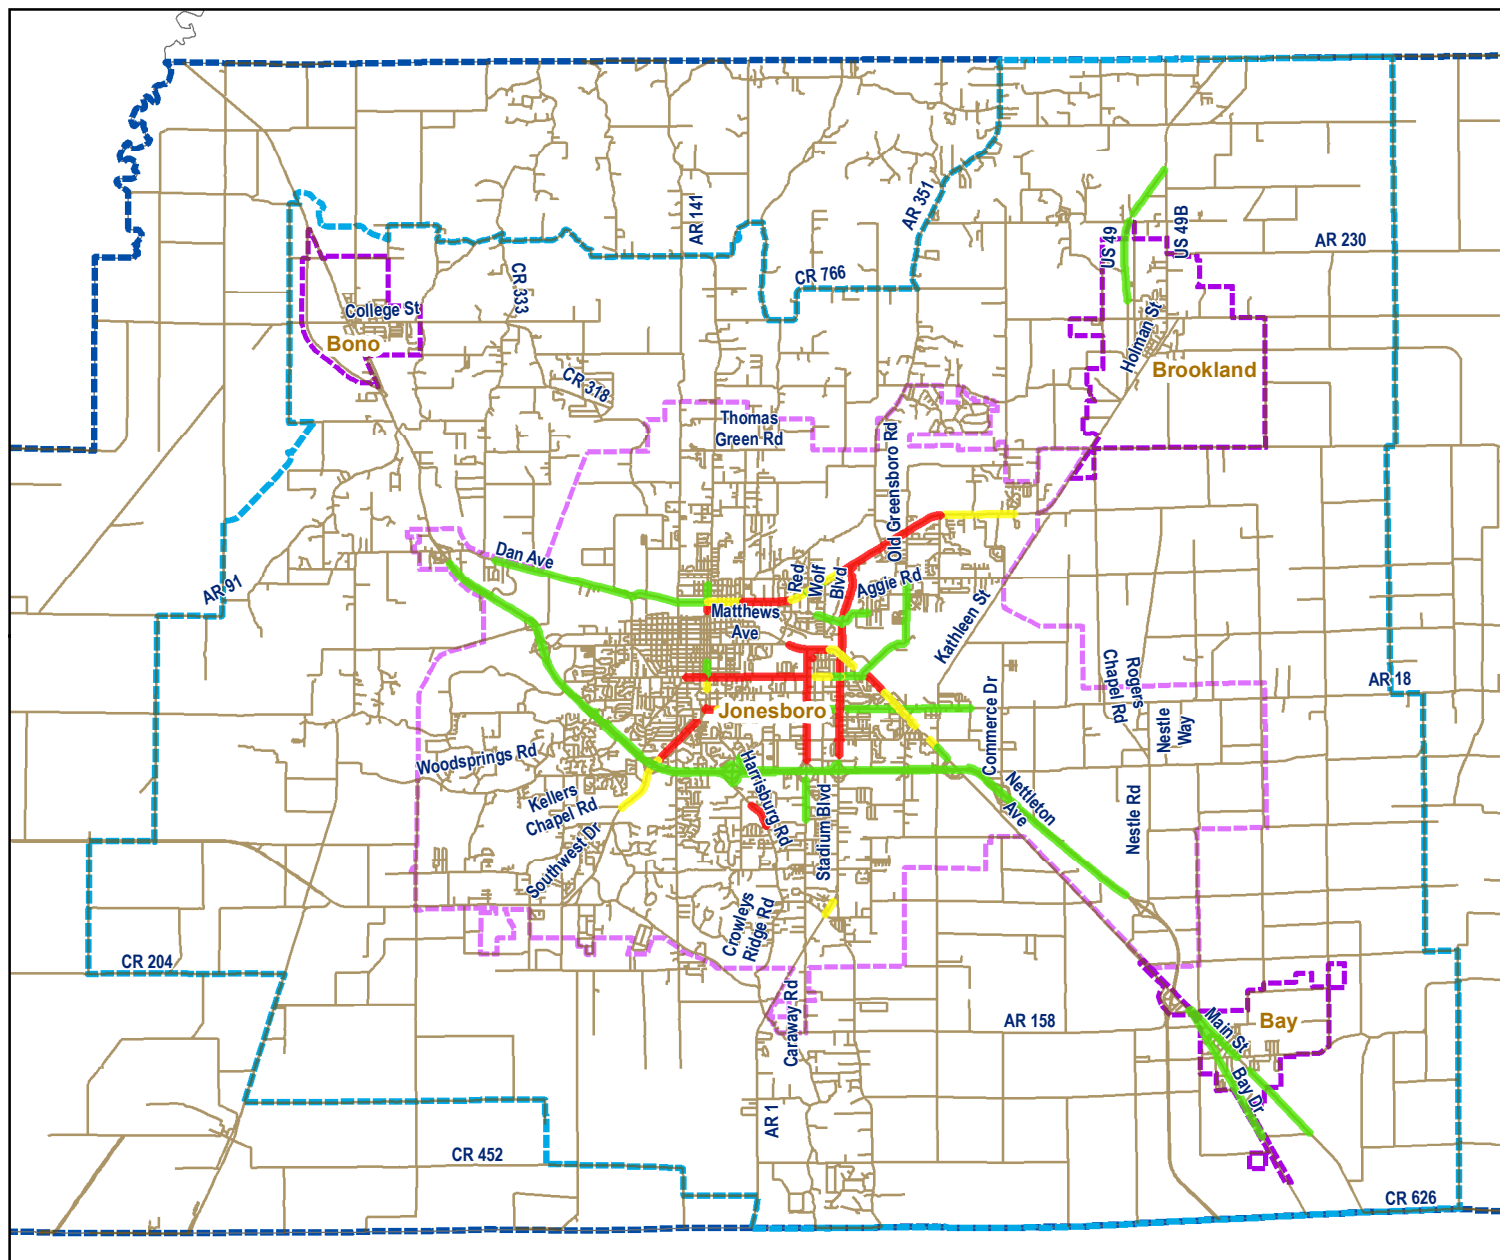 AR 351
AR 141
US 49
US 49B
AR 230
CR 766
CR 333
College St
Bono
Holman St
Brookland
CR 318
Thomas
Green Rd
Old Greensboro Rd
Dan Ave
Red
Wolf
Blvd
Aggie Rd
AR 91
Matthews
Ave
Kathleen St
Rogers
Chapel Rd
AR 18
Commerce Dr
Jonesboro
Nestle
Way
Woodsprings Rd
Harrisburg Rd
Kellers
Chapel Rd
Nettleton
Ave
Nestle Rd
Stadium Blvd
Southwest Dr
Crowleys
Ridge Rd
CR 204
Caraway Rd
AR 158
Main St
Bay
Bay Dr
AR 1
CR 452
CR 626